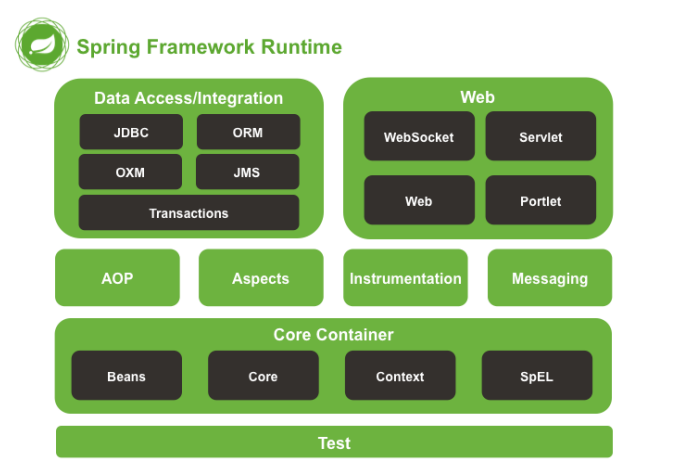 Spring Framework Runtime
Data Access/Integration
JDBC
ORM
OXM
JMS
Transactions
Web
WebSocket
Servlet
Web
Portlet
AOP
Aspects
Instrumentation
Messaging
Core Container
Beans
Core
Context
SpEL
Test